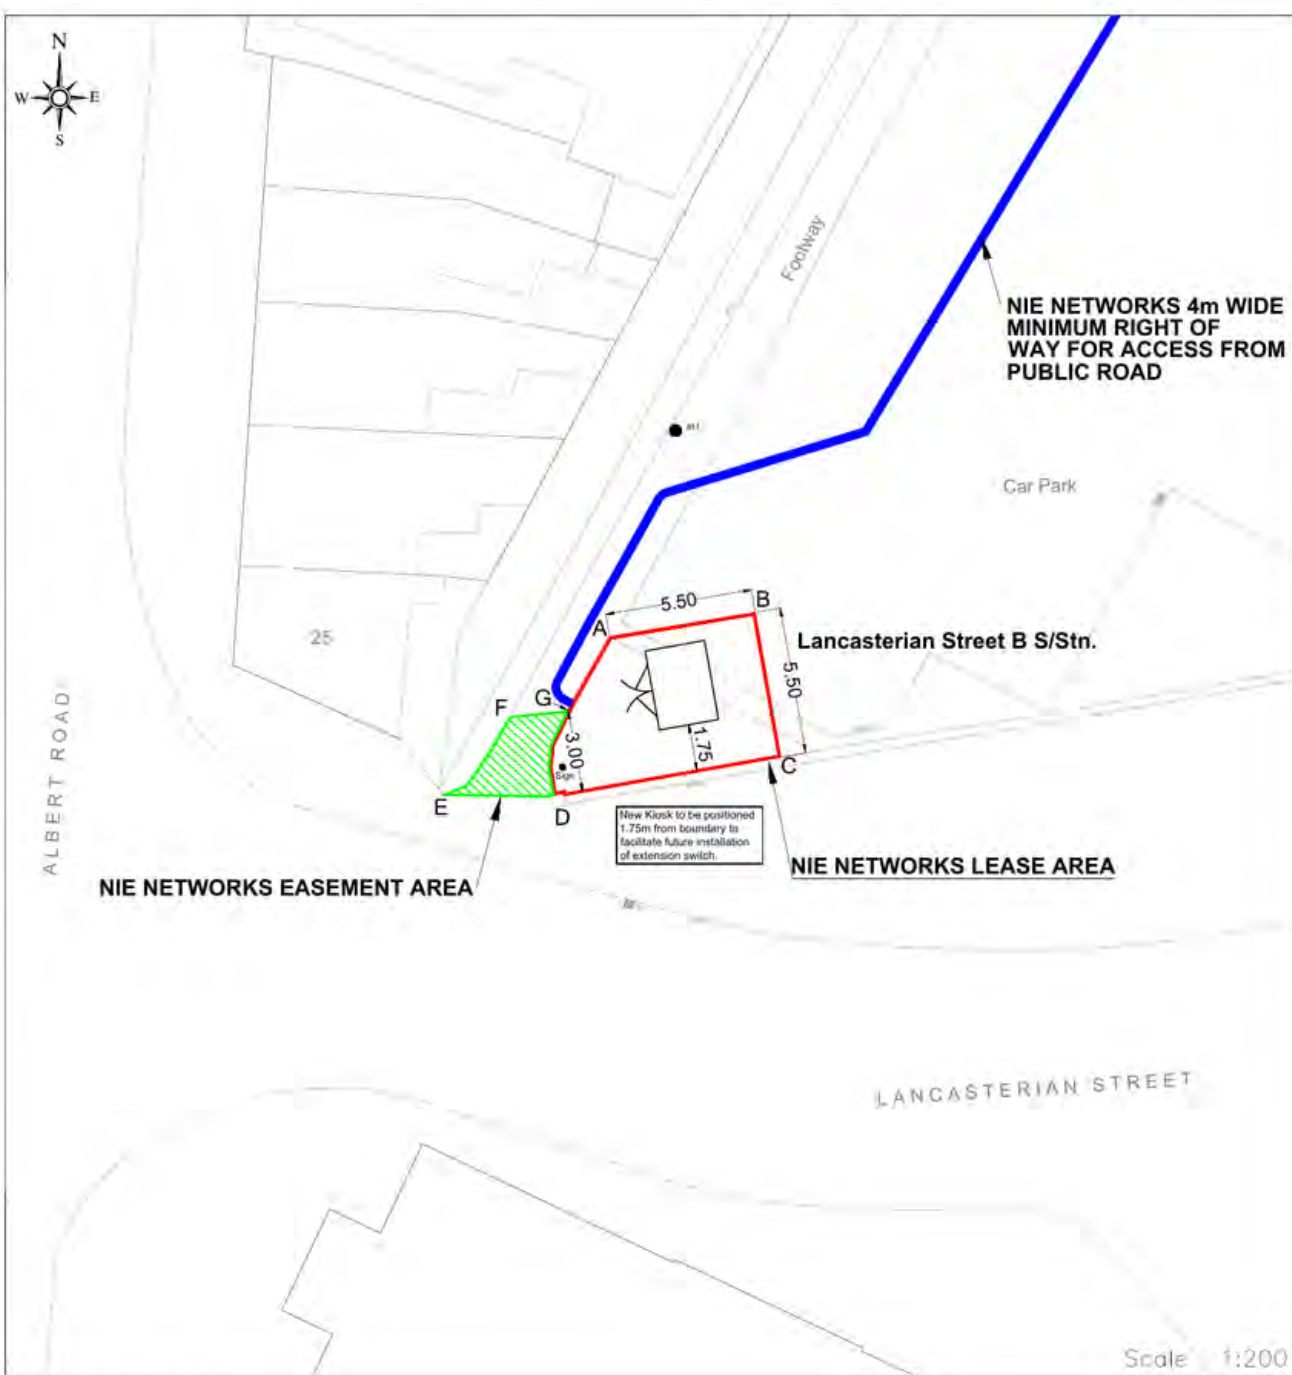 N
W E
S
Footway
NIE NETWORKS 4m WIDE
MINIMUM RIGHT OF
WAY FOR ACCESS FROM
PUBLIC ROAD
Car Park
5.50
B
A
25
Lancasterian Street B S/Stn.
5.50
G
F
3.00
1.75
C
Sign
E
D
ALBERT ROAD
New Kiosk to be positioned
1.75m from boundary to
facilitate future installation
of extension switch.
NIE NETWORKS LEASE AREA
NIE NETWORKS EASEMENT AREA
LANCASTERIAN STREET
Scale 1:200